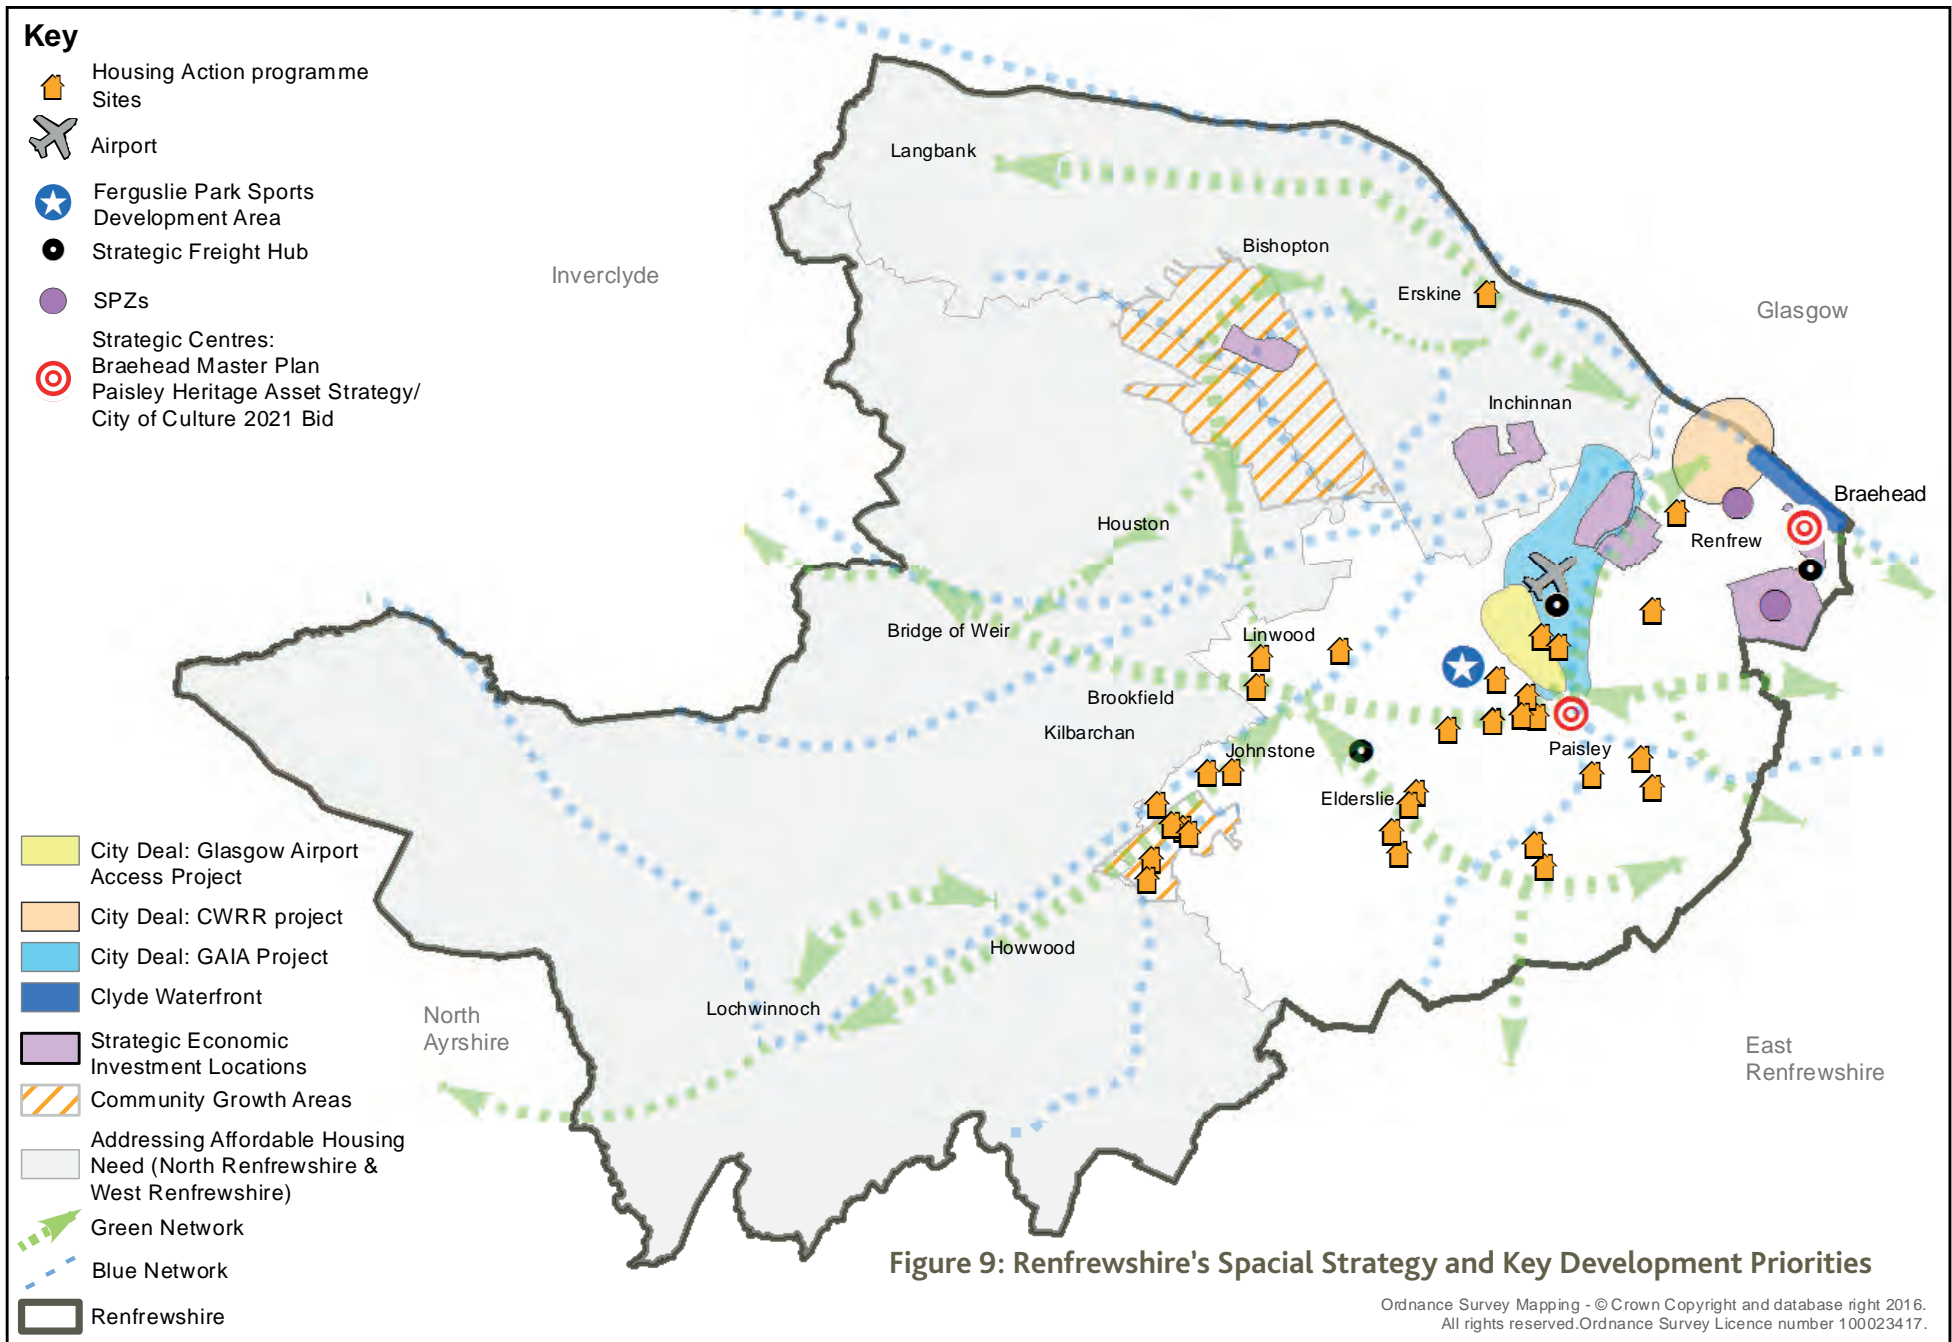 Key
Housing Action programme
Sites
Airport
Ferguslie Park Sports
Development Area
Strategic Freight Hub
SPZs
Strategic Centres:
Braehead Master Plan
Paisley Heritage Asset Strategy/
City of Culture 2021 Bid
Langbank
Bishopton
Inverclyde
Erskine
Glasgow
Inchinnan
Braehead
Houston
Renfrew
Bridge of Weir
Linwood
Brookfield
Kilbarchan
Johnstone
Paisley
Elderslie
Howwood
Lochwinnoch
North
Ayrshire
East
Renfrewshire
City Deal: Glasgow Airport
Access Project
City Deal: CWRR project
City Deal: GAIA Project
Clyde Waterfront
Strategic Economic
Investment Locations
Community Growth Areas
Addressing Affordable Housing
Need (North Renfrewshire &
West Renfrewshire)
Green Network
Blue Network
Renfrewshire
Figure 9: Renfrewshire's Spacial Strategy and Key Development Priorities
Ordnance Survey Mapping - © Crown Copyright and database right 2016.
All rights reserved.Ordnance Survey Licence number 100023417.